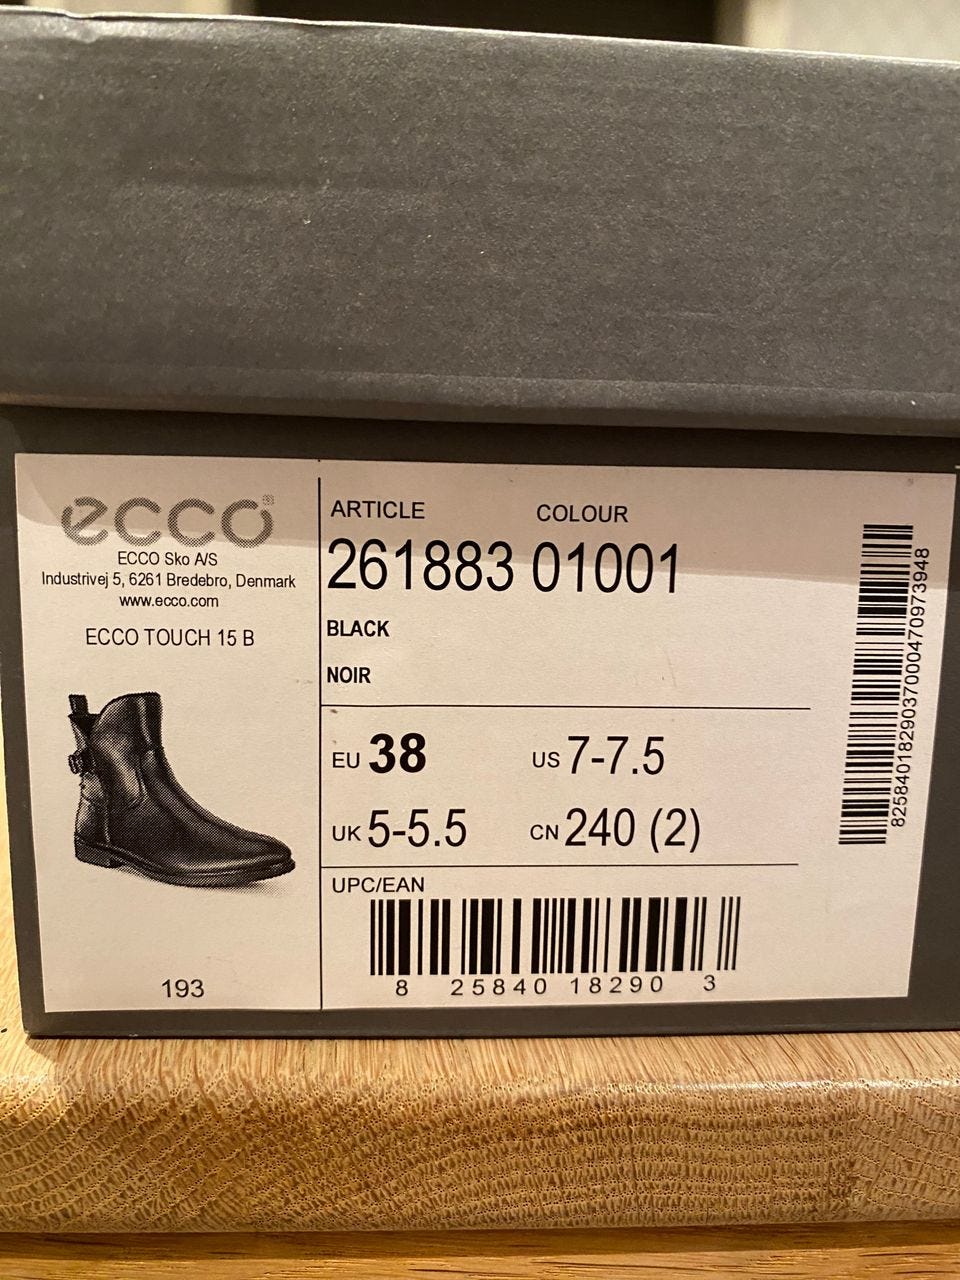 ecco®
ECCO Sko A/S
Industrivej 5, 6261 Bredebro, Denmark
www.ecco.com
ECCO TOUCH 15 B
193
ARTICLE COLOUR
261883 01001
BLACK
NOIR
EU 38 US 7-7.5
UK 5-5.5 CN 240 (2)
UPC/EAN
8 25840 18290 3
8258401829037000470973948